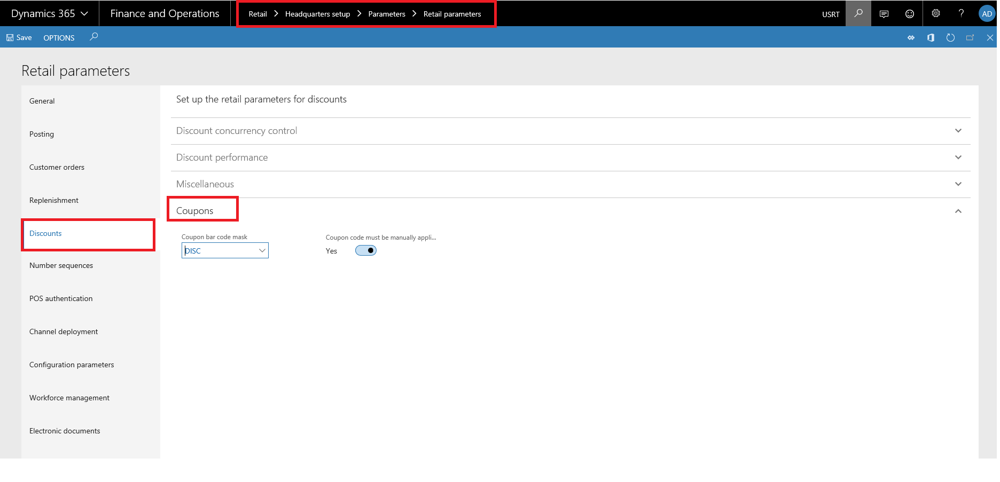 Dynamics 365 Finance and Operations Retail Headquarters setup Parameters Retail parameters USRT ? AD
Save OPTIONS
Retail parameters
General
Posting
Customer orders
Replenishment
Discounts
Number sequences
POS authentication
Channel deployment
Configuration parameters
Workforce management
Electronic documents
Set up the retail parameters for discounts
Discount concurrency control
Discount performance
Miscellaneous
Coupons
Coupon bar code mask
DISC
Coupon code must be manually appli...
Yes